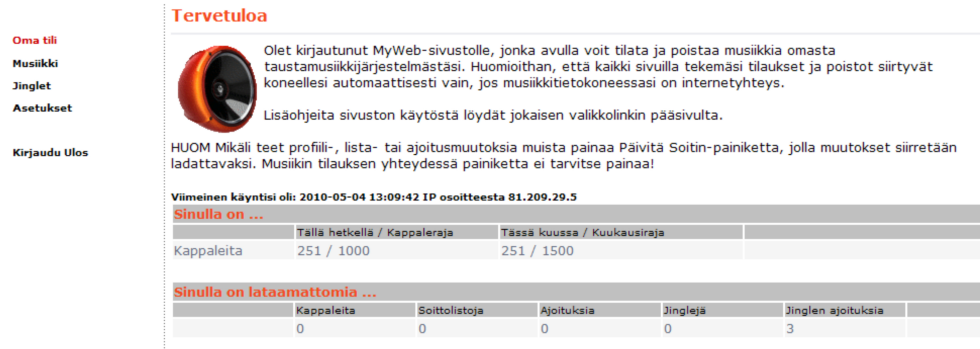 Tervetuloa
Oma tili
Musiikki
Jinglet
Asetukset
Kirjaudu Ulos
Olet kirjautunut MyWeb-sivustolle, jonka avulla voit tilata ja poistaa musiikkia omasta
taustamusiikkijärjestelmästäsi. Huomioithan, että kaikki sivuilla tekemäsi tilaukset ja poistot siirtyvät
koneellesi automaattisesti vain, jos musiikkitietokoneessasi on internetyhteys.
Lisäohjeita sivuston käytöstä löydät jokaisen valikkolinkin pääsivulta.
HUOM Mikäli teet profiili-, lista- tai ajoitusmuutoksia muista painaa Päivitä Soitin-painiketta, jolla muutokset siirretään
ladattavaksi. Musiikin tilauksen yhteydessä painiketta ei tarvitse painaa!
Viimeinen käyntisi oli: 2010-05-04 13:09:42 IP osoitteesta 81.209.29.5
Sinulla on ...
Tällä hetkellä / Kappaleraja Tässä kuussa / Kuukausiraja
Kappaleita 251 / 1000 251 / 1500
Sinulla on lataamattomia ...
Kappaleita Soittolistoja Ajoituksia Jinglejä Jinglen ajoituksia
0 0 0 0 3